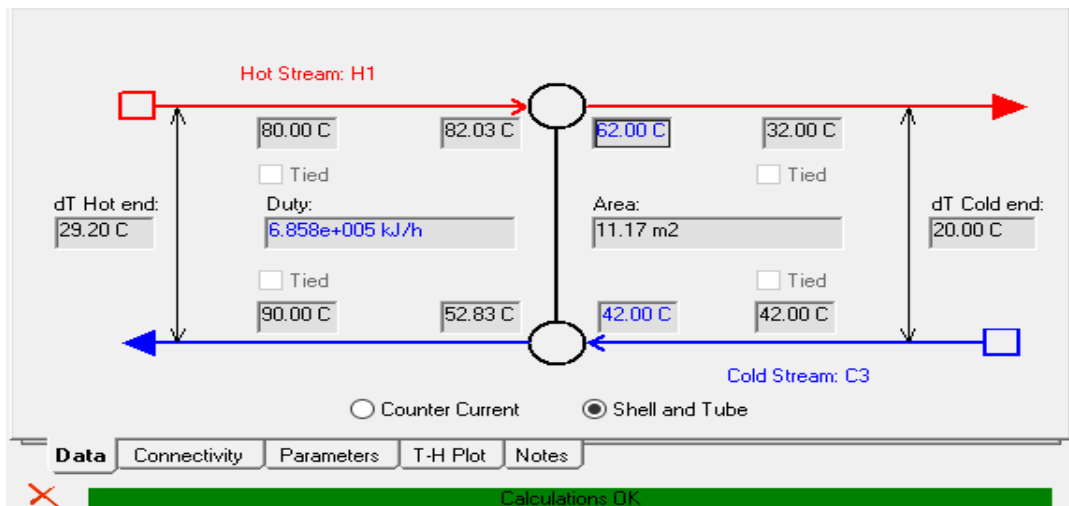 Hot Stream: H1
80.00 C 82.03 C 62.00 C 32.00 C
Tied Tied
dT Hot end: Duty: Area: dT Cold end:
29.20 C 6.858e+005 kJ/h 11.17 m2 20.00 C
Tied Tied
90.00 C 52.83 C 42.00 C 42.00 C
Cold Stream: C3
Counter Current Shell and Tube
Data Connectivity Parameters T-H Plot Notes
Calculations OK